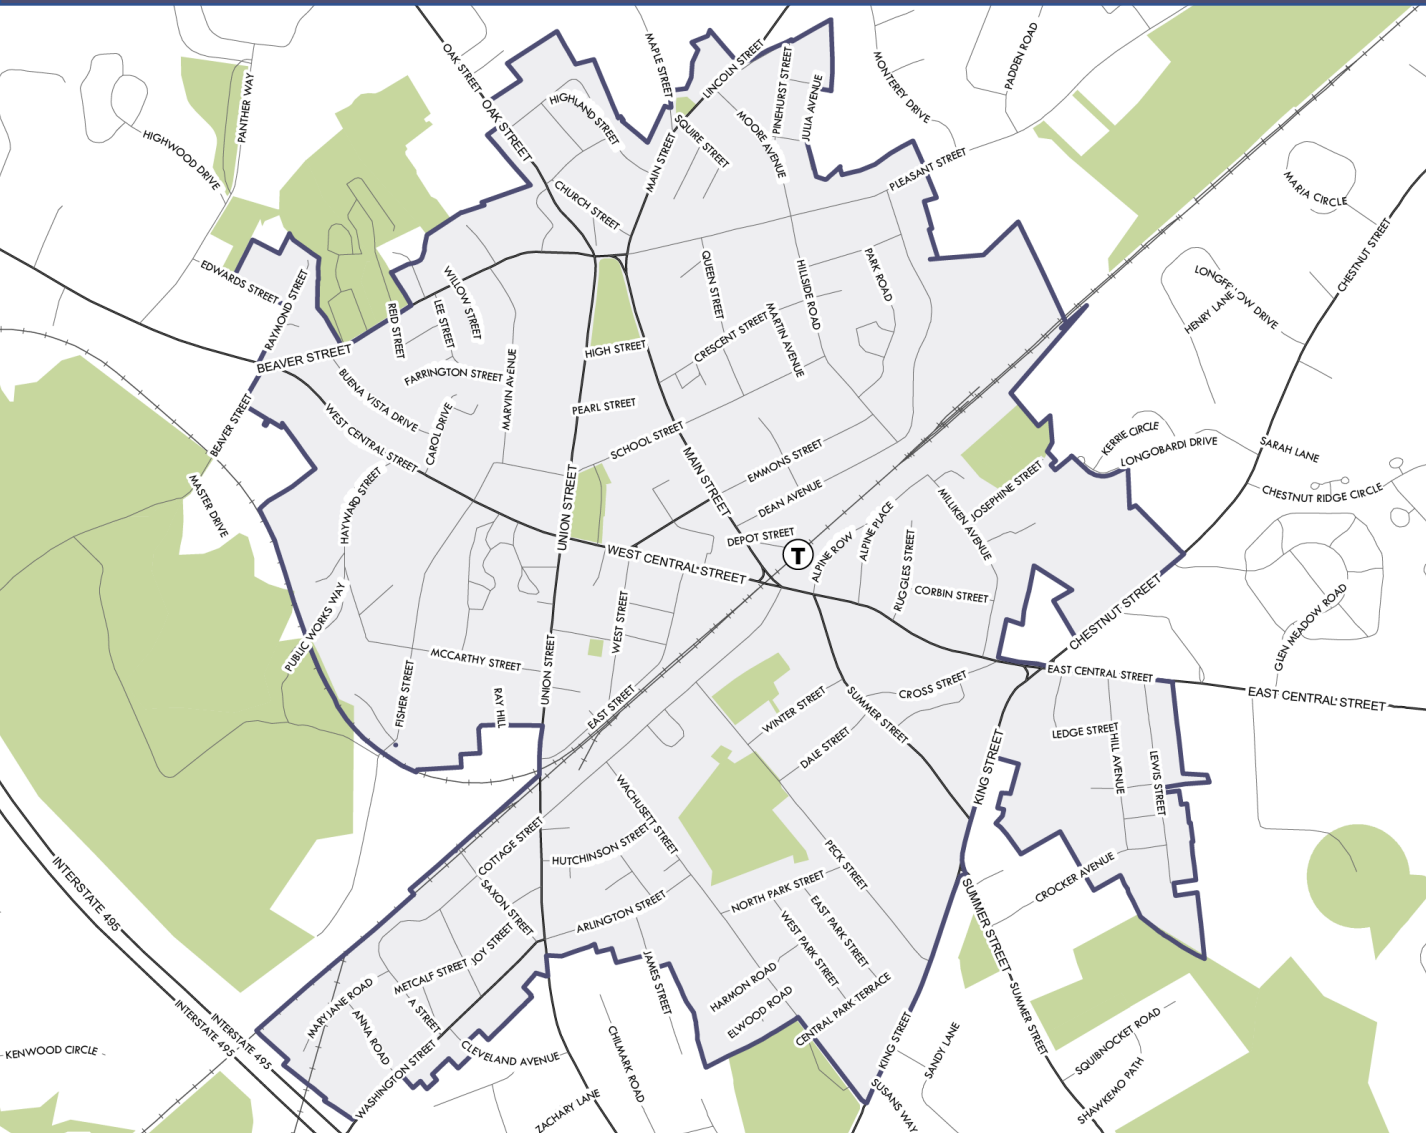 OAK STREET
MAPLE STREET
LINCOLN STREET
PINEHURST STREET
JULIA AVENUE
MONTEREY DRIVE
PADDEN ROAD
PANTHER WAY
HIGHWOOD DRIVE
OAK STREET
HIGHLAND STREET
SQUIRE STREET
MOORE AVENUE
MAIN STREET
PLEASANT STREET
MARIA CIRCLE
CHURCH STREET
CHESTNUT STREET
EDWARDS STREET
RAYMOND STREET
WILLOW STREET
LEE STREET
REID STREET
QUEEN STREET
HILLSIDE ROAD
PARK ROAD
HENRY LANE
BEAVER STREET
HIGH STREET
CRESCENT STREET
MARTIN AVENUE
BUENA VISTA DRIVE
FARRINGTON STREET
MARVIN AVENUE
PEARL STREET
BEAVER STREET
WEST CENTRAL STREET
CAROL DRIVE
SCHOOL STREET
MAIN STREET
EMMONS STREET
KERRIE CIRCLE
LONGOBARDI DRIVE
SARAH LANE
MASTER DRIVE
HAYWARD STREET
UNION STREET
DEAN AVENUE
MILLIKEN AVENUE
JOSEPHINE STREET
CHESTNUT RIDGE CIRCLE
DEPOT STREET
T
ALPINE ROW
ALPINE PLACE
RUGGLES STREET
CORBIN STREET
WEST CENTRAL STREET
PUBLIC WORKS WAY
WEST STREET
CHESTNUT STREET
GLEN MEADOW ROAD
MCCARTHY STREET
UNION STREET
FISHER STREET
RAY HILL
EAST STREET
EAST CENTRAL STREET
EAST CENTRAL STREET
CROSS STREET
WINTER STREET
SUMMER STREET
DALE STREET
KING STREET
LEDGE STREET
HILL AVENUE
LEWIS STREET
WACHUSETT STREET
COTTAGE STREET
HUTCHINSON STREET
PECK STREET
CROCKER AVENUE
INTERSTATE 495
SAXON STREET
ARLINGTON STREET
NORTH PARK STREET
EAST PARK STREET
WEST PARK STREET
SUMMER STREET
JOY STREET
METCALF STREET
JAMES STREET
HARMON ROAD
ELWOOD ROAD
CENTRAL PARK TERRACE
MARY JANE ROAD
A STREET
ANNA ROAD
INTERSTATE 495
INTERSTATE 495
KENWOOD CIRCLE
WASHINGTON STREET
CLEVELAND AVENUE
CHILMARK ROAD
ZACHARY LANE
KING STREET
SANDY LANE
SUSANS WAY
SUMMER STREET
SQUIBNOCKET ROAD
SHAWKEMO PATH